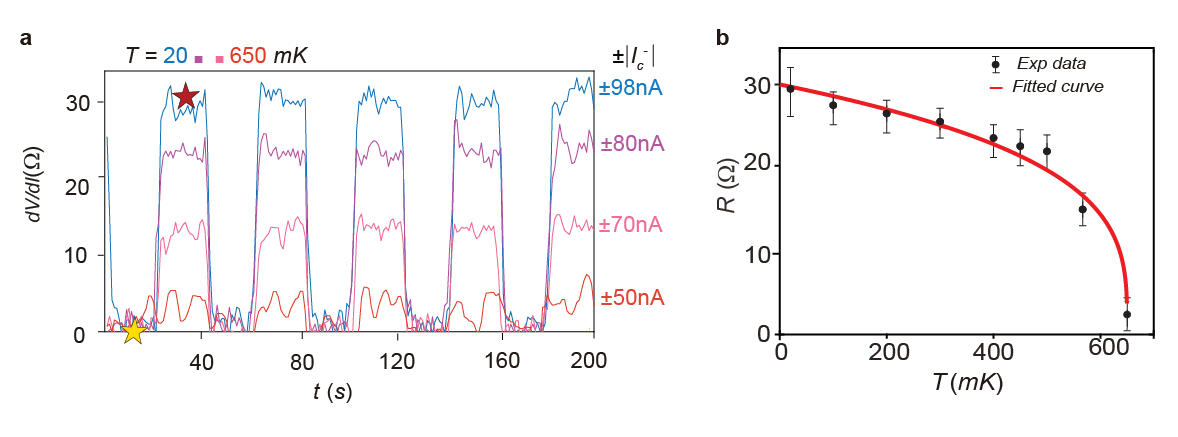 a
T = 20 650 mK
±|I_c^-|
±98nA
±80nA
±70nA
±50nA
dV/dI(Ω)
30
20
10
0
40 80 120 160 200
t (s)
b
Exp data
Fitted curve
R (Ω)
30
20
10
0
0 200 400 600
T (mK)